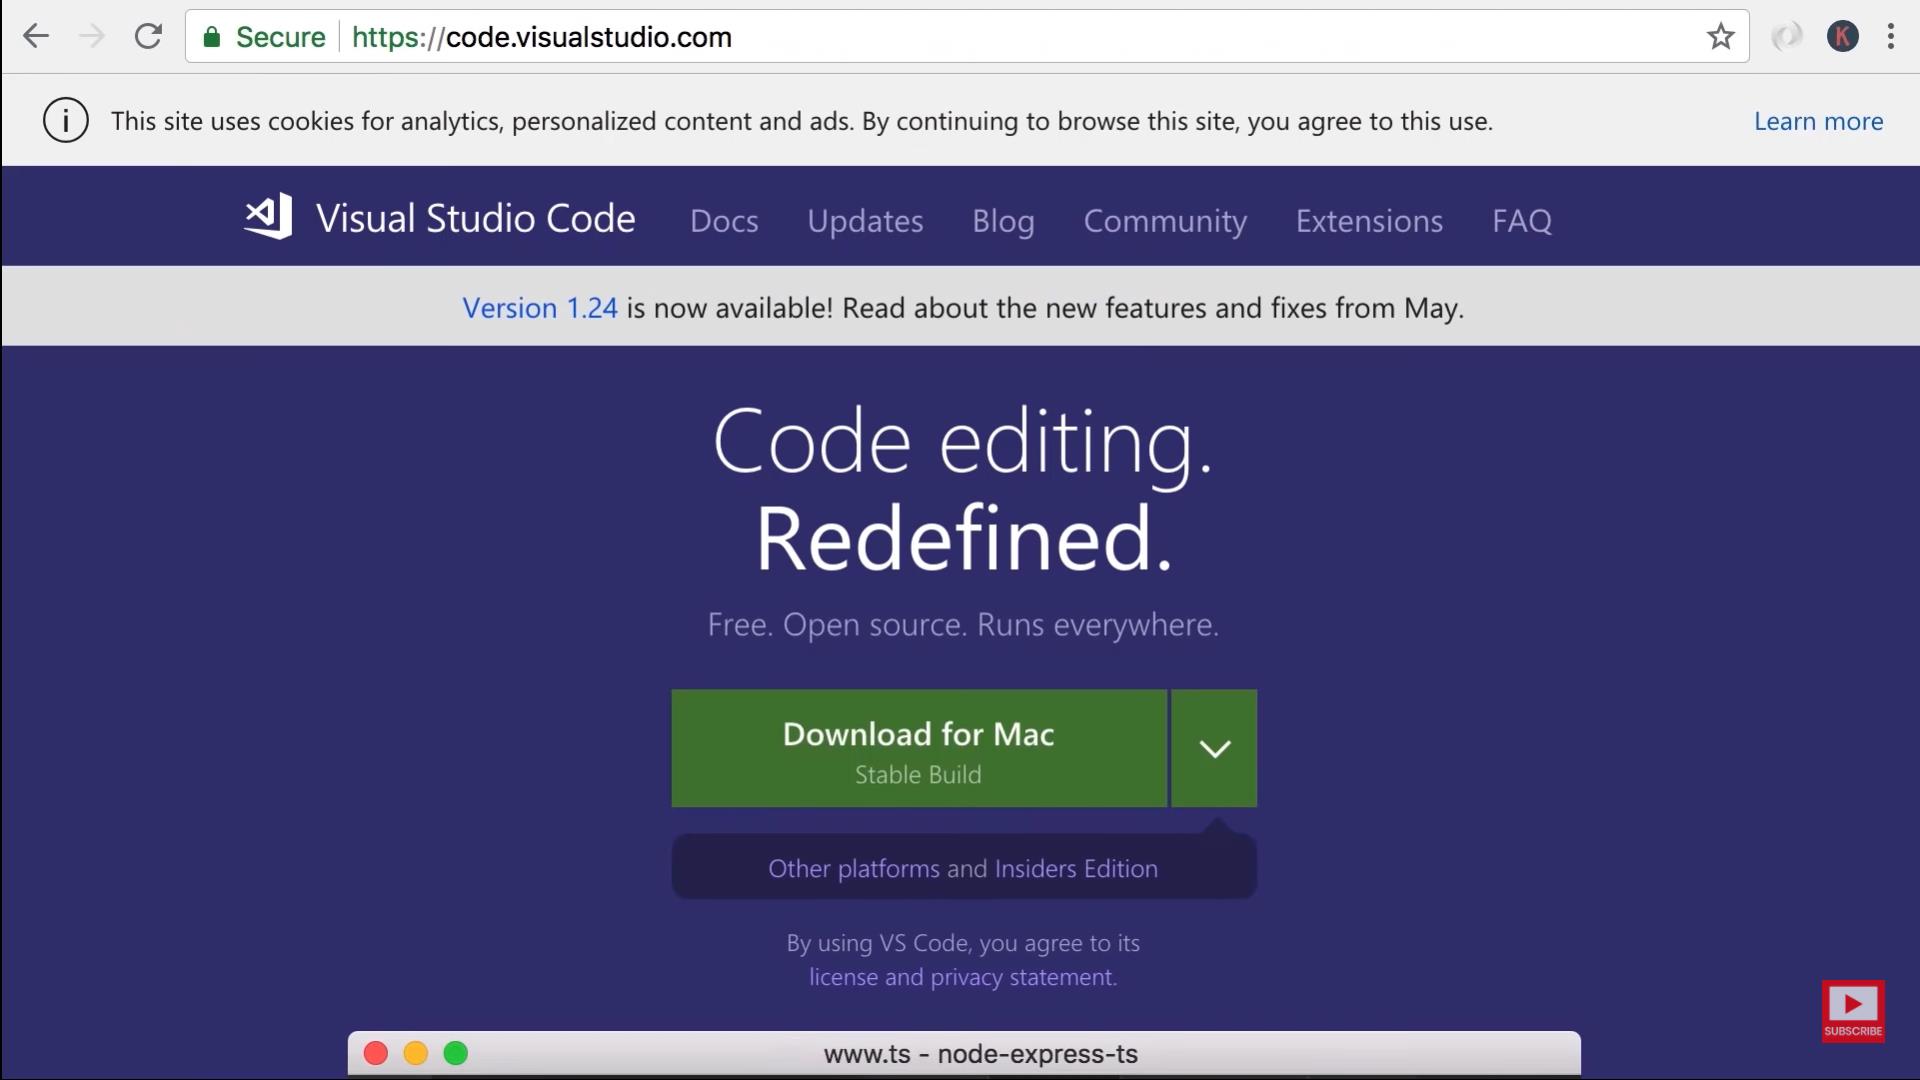 Secure https://code.visualstudio.com
K
This site uses cookies for analytics, personalized content and ads. By continuing to browse this site, you agree to this use. Learn more
Visual Studio Code Docs Updates Blog Community Extensions FAQ
Version 1.24 is now available! Read about the new features and fixes from May.
Code editing.
Redefined.
Free. Open source. Runs everywhere.
Download for Mac
Stable Build
Other platforms and Insiders Edition
By using VS Code, you agree to its
license and privacy statement.
SUBSCRIBE
www.ts - node-express-ts